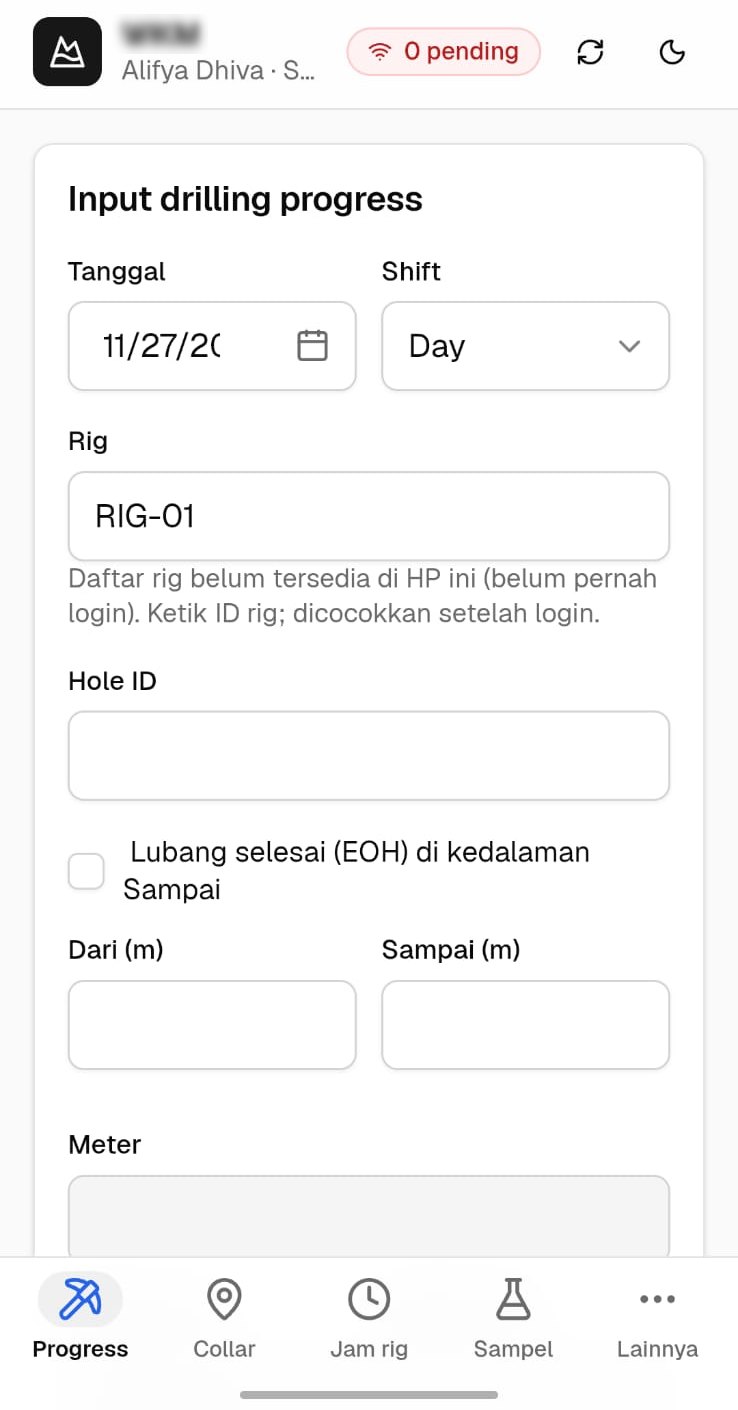 Alifya Dhiva · S...
0 pending
Input drilling progress
Tanggal
Shift
11/27/20
Day
Rig
RIG-01
Daftar rig belum tersedia di HP ini (belum pernah
login). Ketik ID rig; dicocokkan setelah login.
Hole ID
Lubang selesai (EOH) di kedalaman
Sampai
Dari (m)
Sampai (m)
Meter
Progress
Collar
Jam rig
Sampel
Lainnya